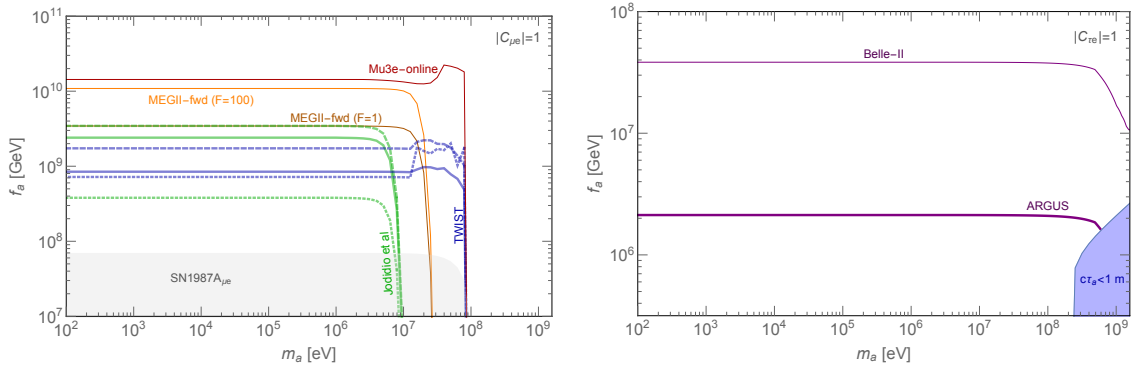 |C_μe|=1
Mu3e-online
MEGII-fwd (F=100)
MEGII-fwd (F=1)
SN1987A_μe
Jodidio et al
TWIST
f_a [GeV]
10^11
10^10
10^9
10^8
10^7
10^2 10^3 10^4 10^5 10^6 10^7 10^8 10^9
m_a [eV]
|C_τe|=1
Belle-II
ARGUS
cτ_a<1 m
f_a [GeV]
10^8
10^7
10^6
10^2 10^3 10^4 10^5 10^6 10^7 10^8 10^9
m_a [eV]